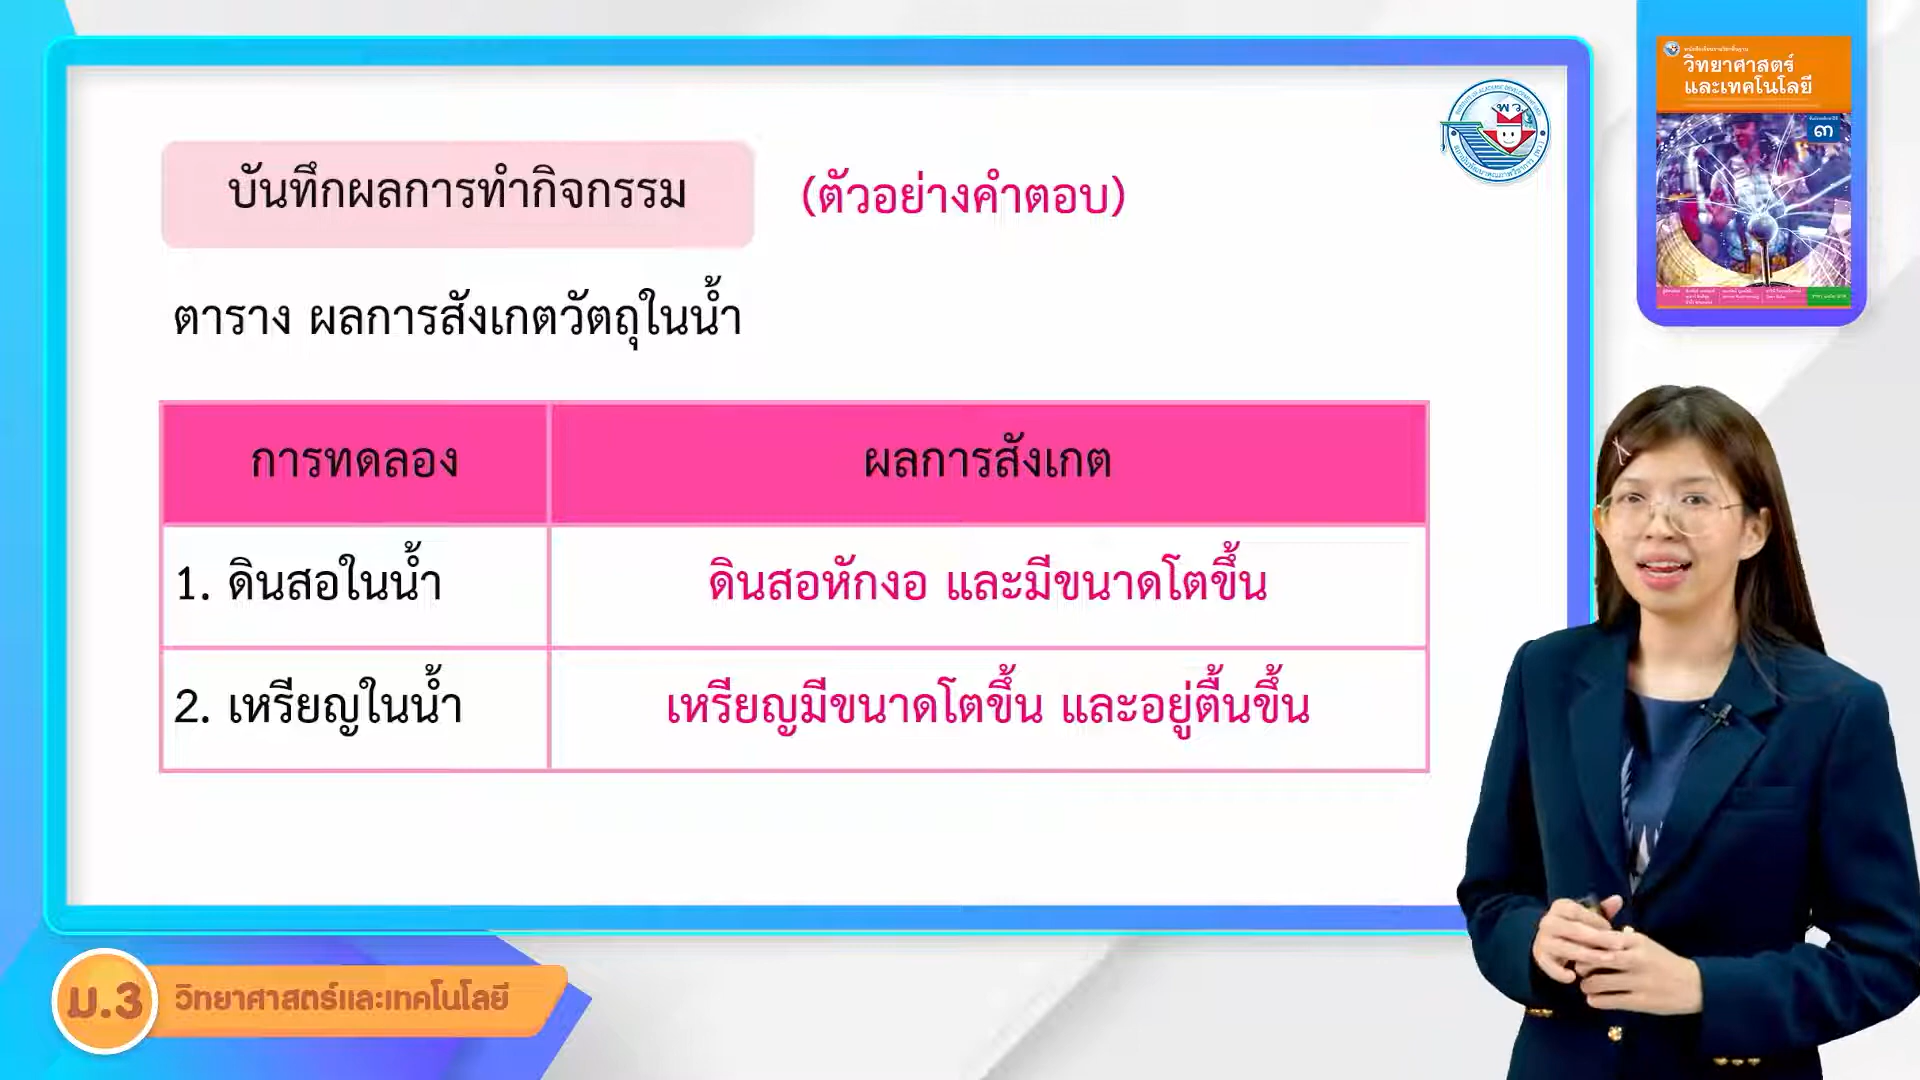 บันทึกผลการทำกิจกรรม
(ตัวอย่างคำตอบ)
ตาราง ผลการสังเกตวัตถุในน้ำ
การทดลอง
ผลการสังเกต
1. ดินสอในน้ำ
ดินสอหักงอ และมีขนาดโตขึ้น
2. เหรียญในน้ำ
เหรียญมีขนาดโตขึ้น และอยู่ตื้นขึ้น
พว.
วิทยาศาสตร์
และเทคโนโลยี
๓
ม.3
วิทยาศาสตร์และเทคโนโลยี